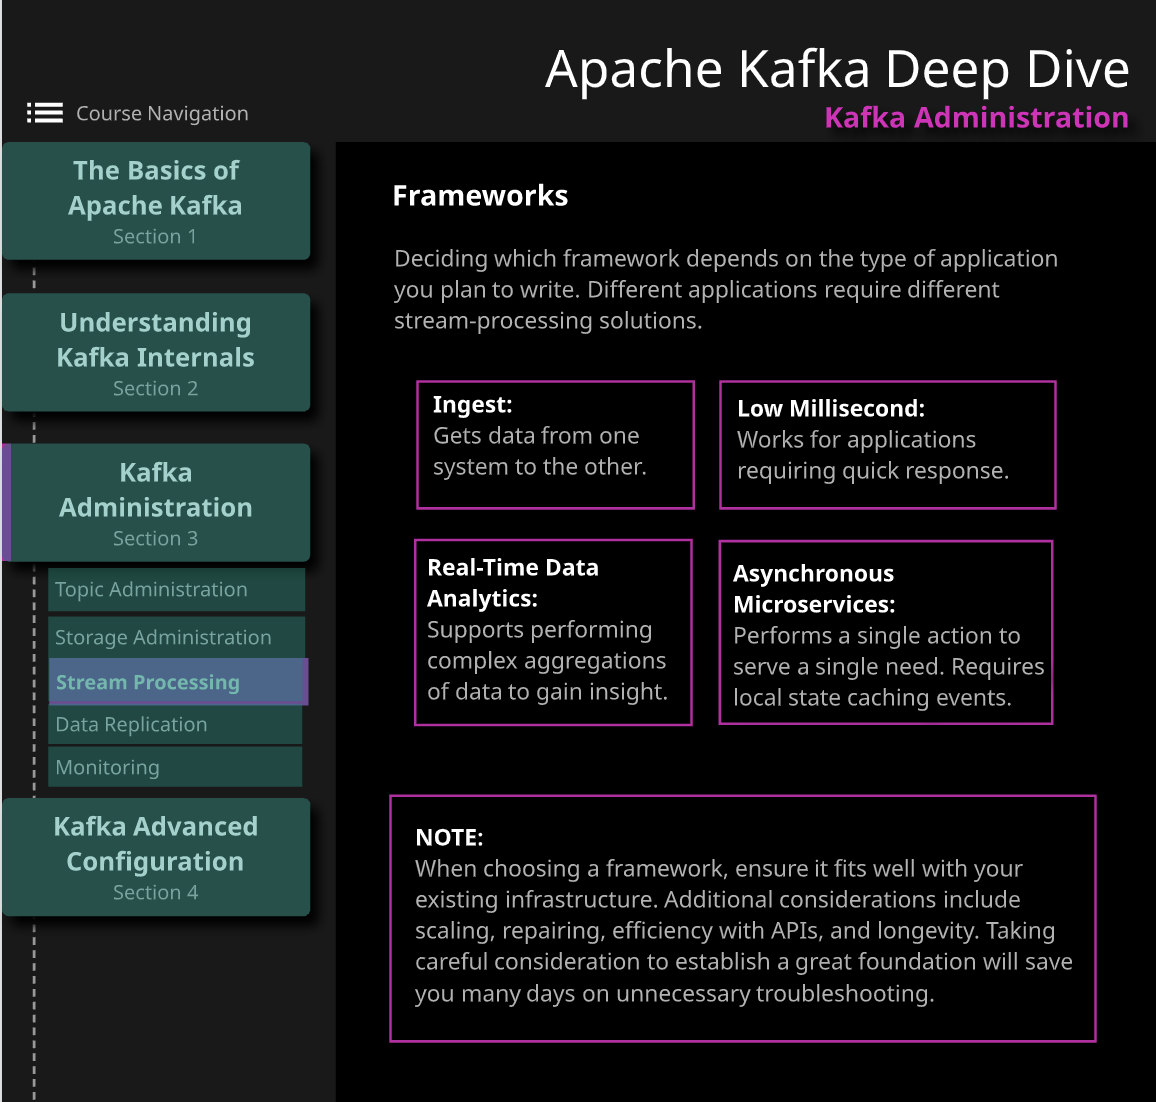 Apache Kafka Deep Dive
Kafka Administration
Course Navigation
The Basics of
Apache Kafka
Section 1
Understanding
Kafka Internals
Section 2
Kafka
Administration
Section 3
Topic Administration
Storage Administration
Stream Processing
Data Replication
Monitoring
Kafka Advanced
Configuration
Section 4
Frameworks
Deciding which framework depends on the type of application
you plan to write. Different applications require different
stream-processing solutions.
Ingest:
Gets data from one
system to the other.
Low Millisecond:
Works for applications
requiring quick response.
Real-Time Data
Analytics:
Supports performing
complex aggregations
of data to gain insight.
Asynchronous
Microservices:
Performs a single action to
serve a single need. Requires
local state caching events.
NOTE:
When choosing a framework, ensure it fits well with your
existing infrastructure. Additional considerations include
scaling, repairing, efficiency with APIs, and longevity. Taking
careful consideration to establish a great foundation will save
you many days on unnecessary troubleshooting.